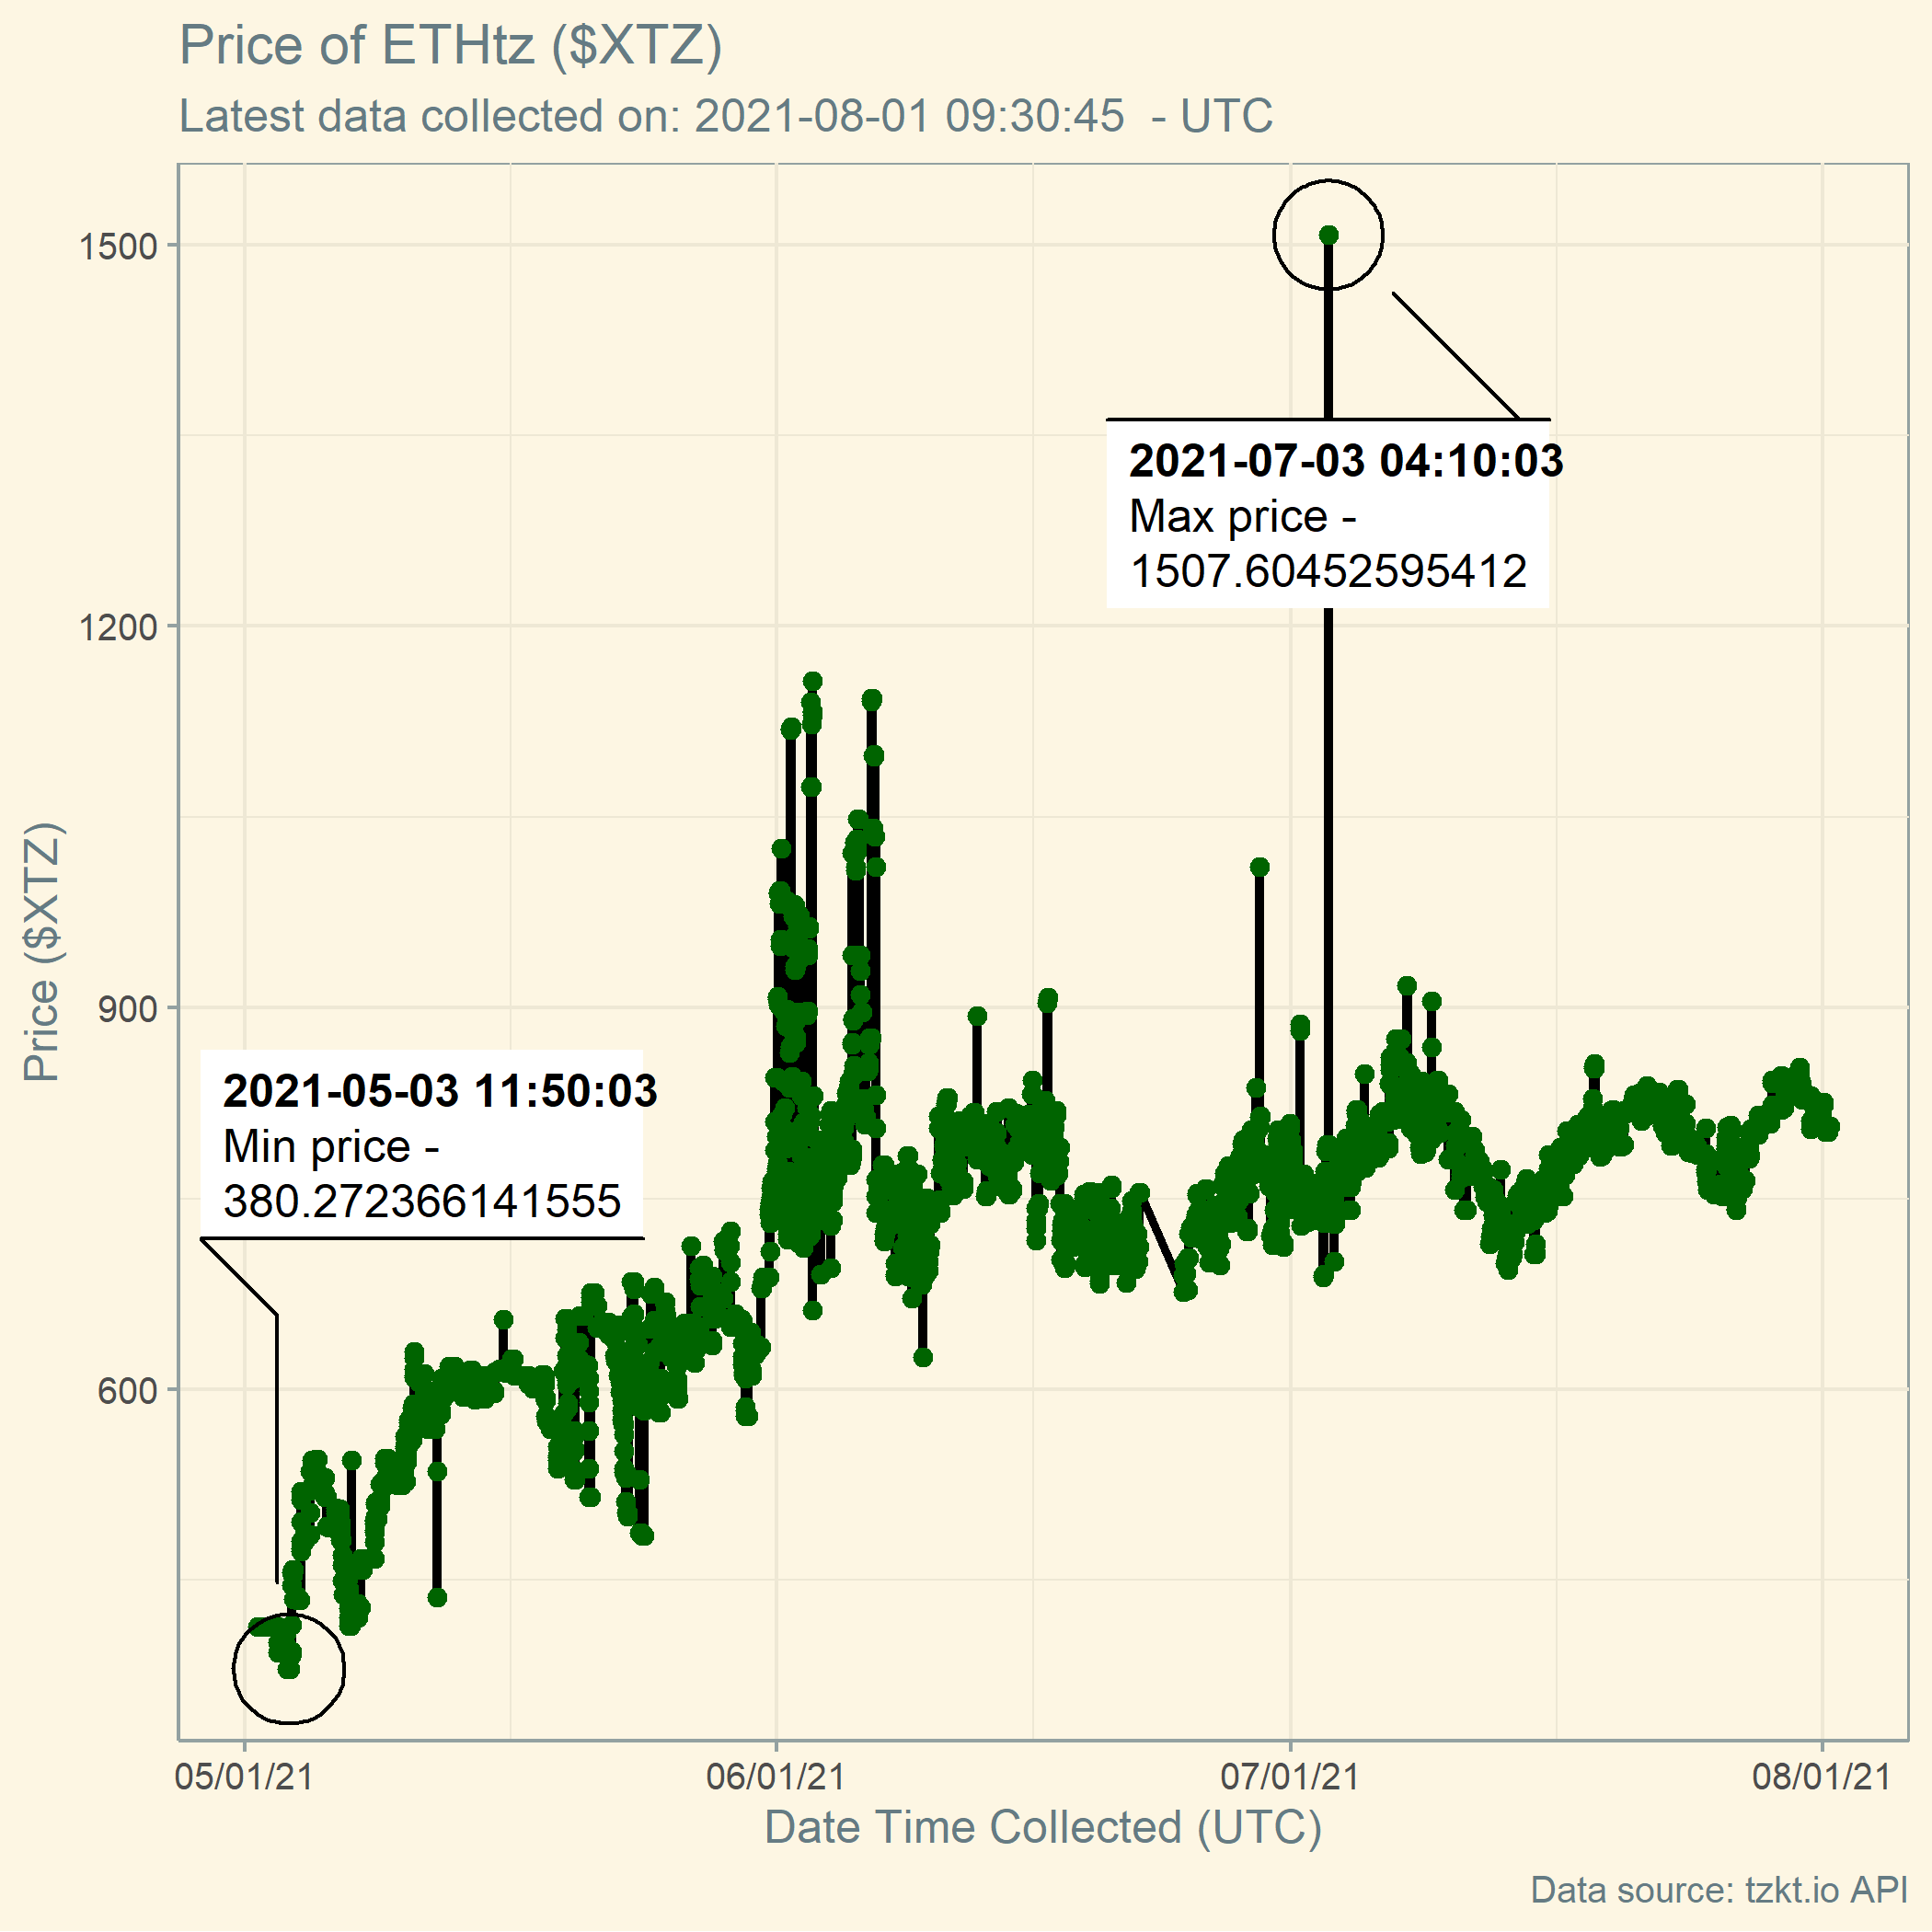 Price of ETHtz ($XTZ)
Latest data collected on: 2021-08-01 09:30:45  - UTC
Price ($XTZ)
1500
1200
900
600
2021-07-03 04:10:03
Max price -
1507.60452595412
2021-05-03 11:50:03
Min price -
380.272366141555
05/01/21
06/01/21
07/01/21
08/01/21
Date Time Collected (UTC)
Data source: tzkt.io API